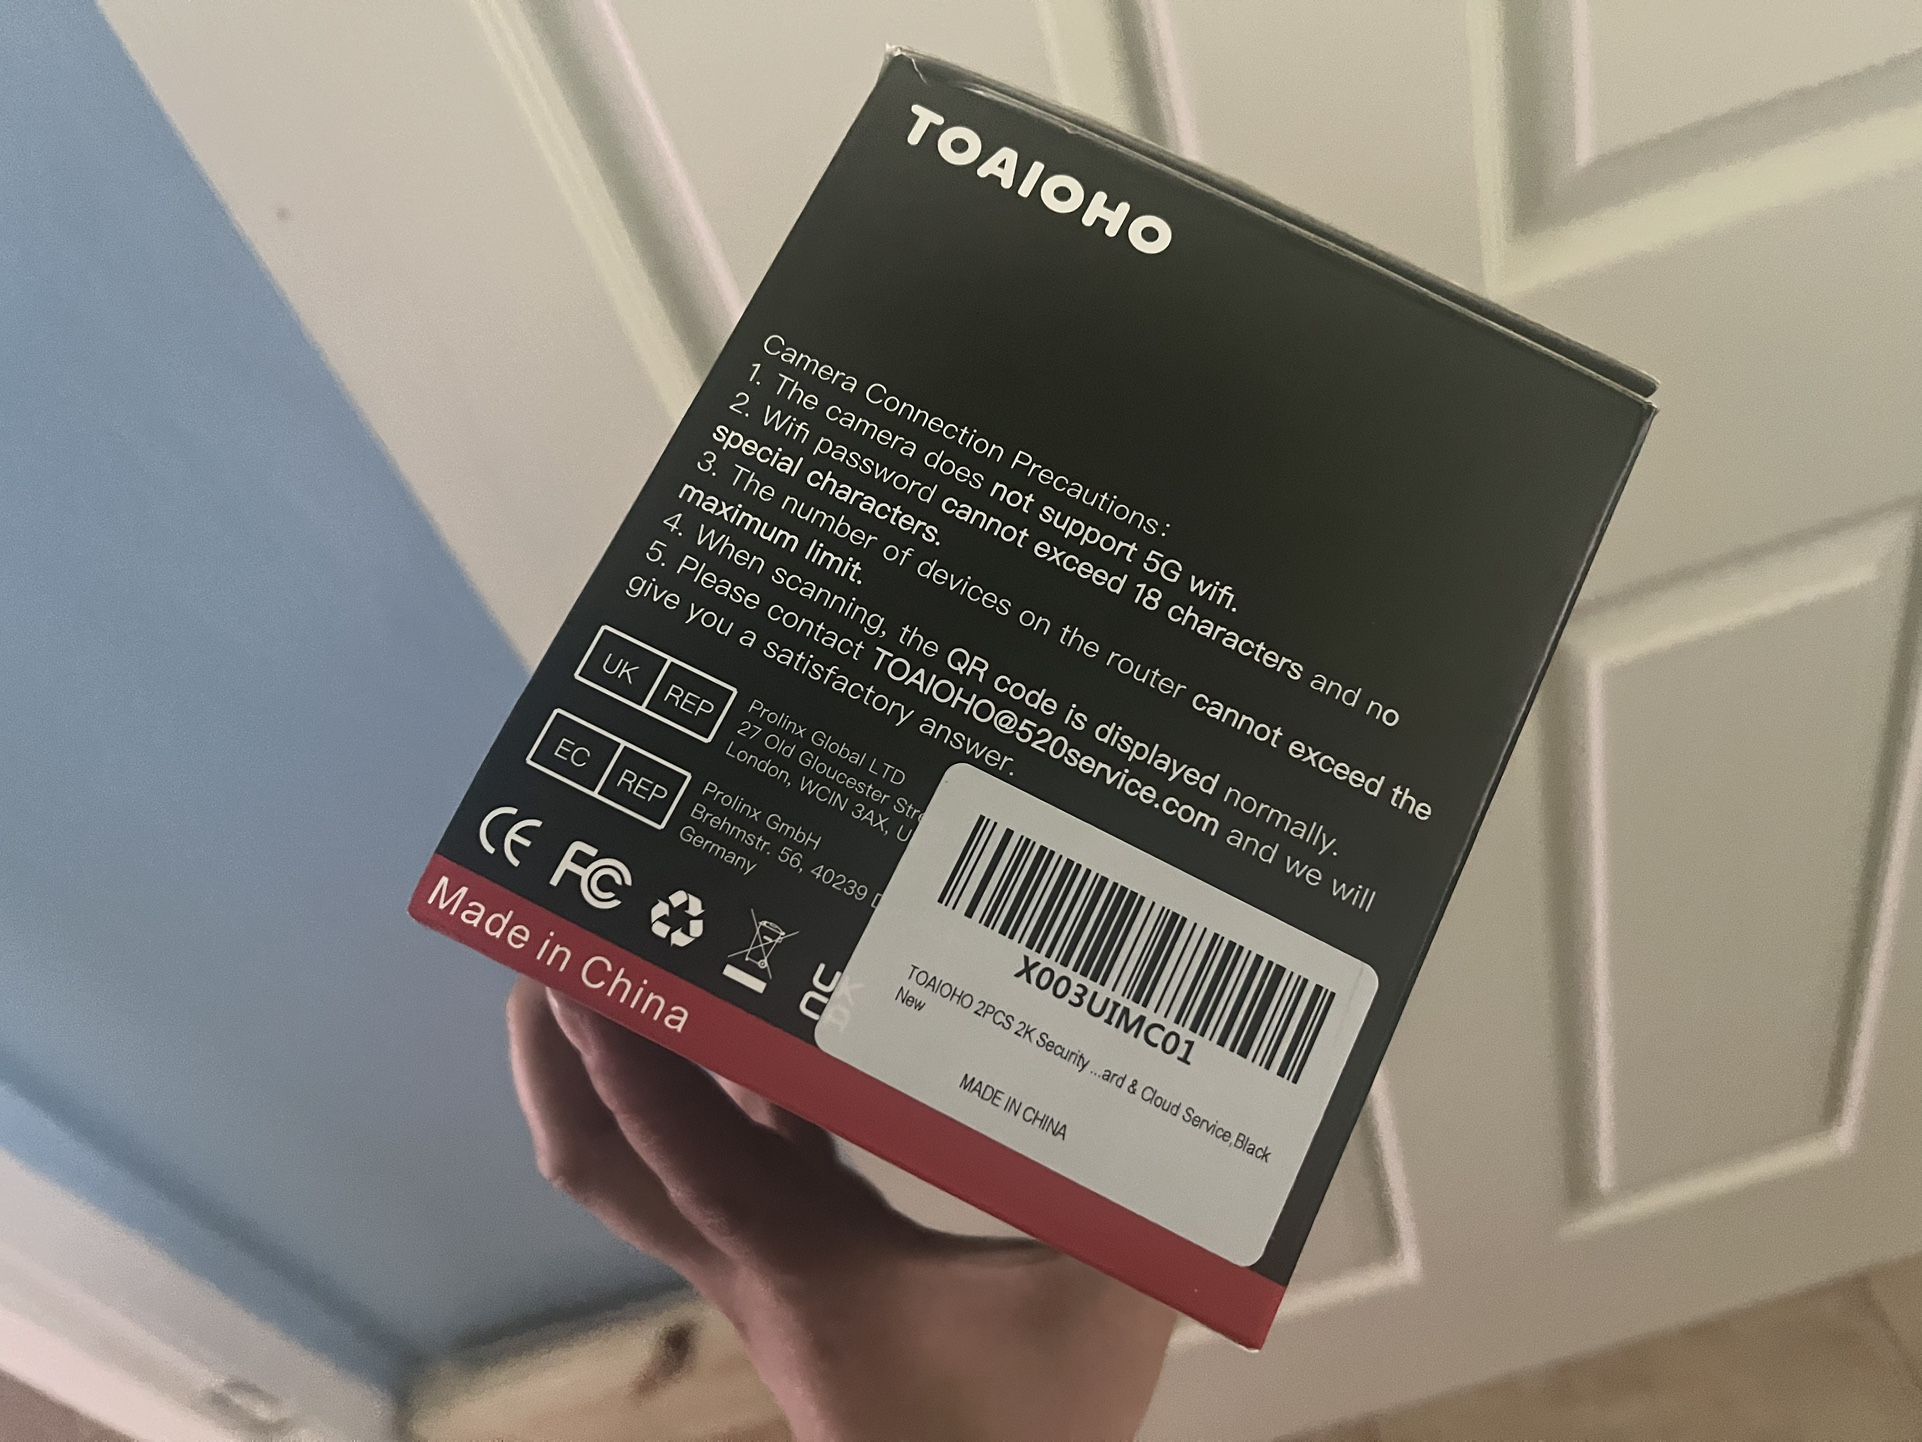 TOAIOHO
Camera Connection Precautions:
1. The camera does not support 5G wifi.
2. Wifi password cannot exceed 18 characters and no
special characters.
3. The number of devices on the router cannot exceed the
maximum limit.
4. When scanning, the QR code is displayed normally.
5. Please contact TOAIOHO@520service.com and we will
give you a satisfactory answer.
UK REP
Prolinx Global LTD
27 Old Gloucester
London, WCIN 3AX,
EC REP
Prolinx GmbH
Brehmstr. 56, 40239
Germany
CE FC UK CA
Made in China
X003UIMC01
TOAIOHO 2PCS 2K Security ...ard & Cloud Service,Black
New
MADE IN CHINA